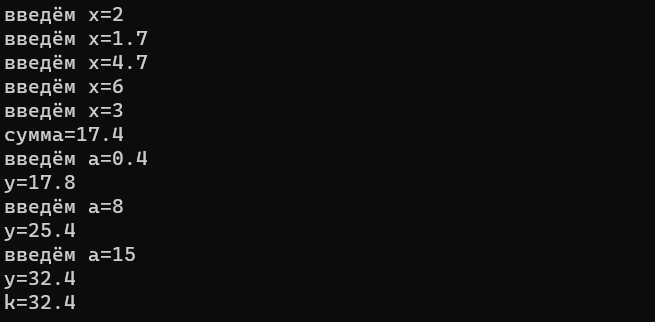 введём x=2
введём x=1.7
введём x=4.7
введём x=6
введём x=3
сумма=17.4
введём a=0.4
y=17.8
введём a=8
y=25.4
введём a=15
y=32.4
k=32.4